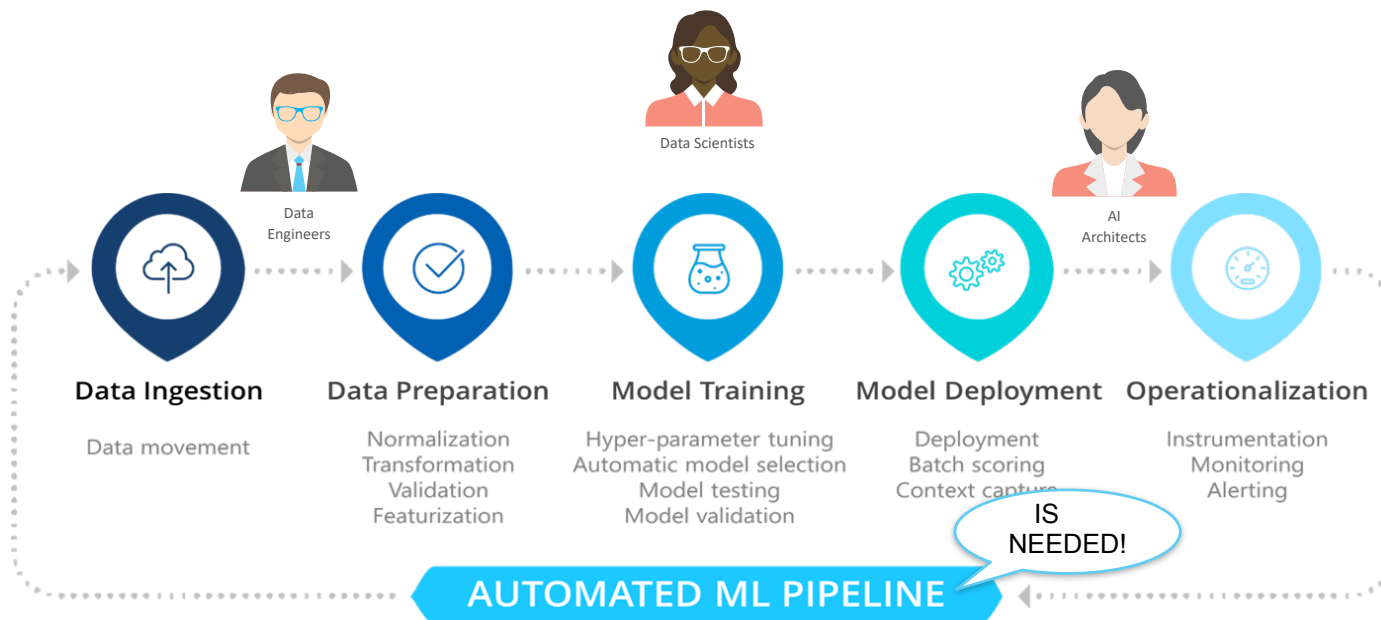 Data Scientists
Data
Engineers
AI
Architects
Data Ingestion
Data movement
Data Preparation
Normalization
Transformation
Validation
Featurization
Model Training
Hyper-parameter tuning
Automatic model selection
Model testing
Model validation
Model Deployment
Deployment
Batch scoring
Context capture
Operationalization
Instrumentation
Monitoring
Alerting
IS
NEEDED!
AUTOMATED ML PIPELINE